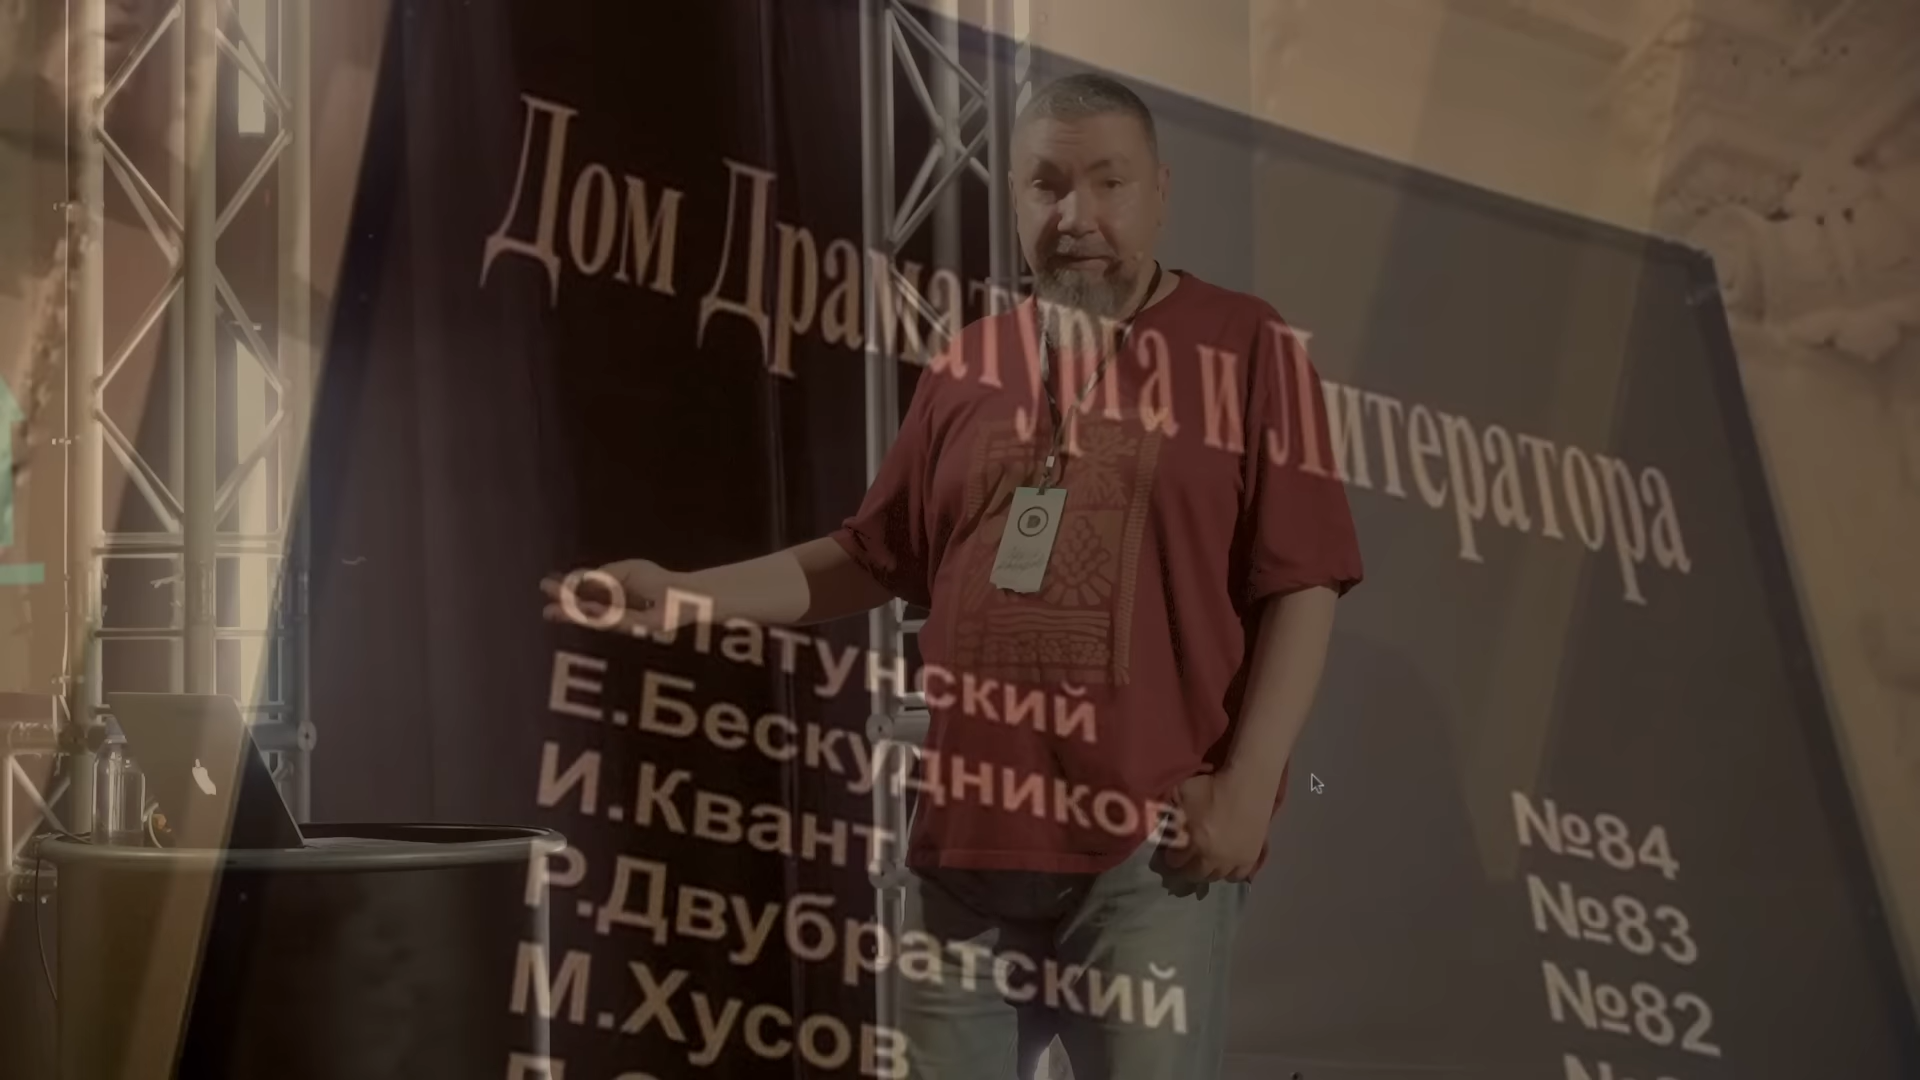 Дом Драматурга и Литератора
О.Латунский
Е.Бескудников
И.Квант
Р.Двубратский
М.Хусов
№84
№83
№82
D